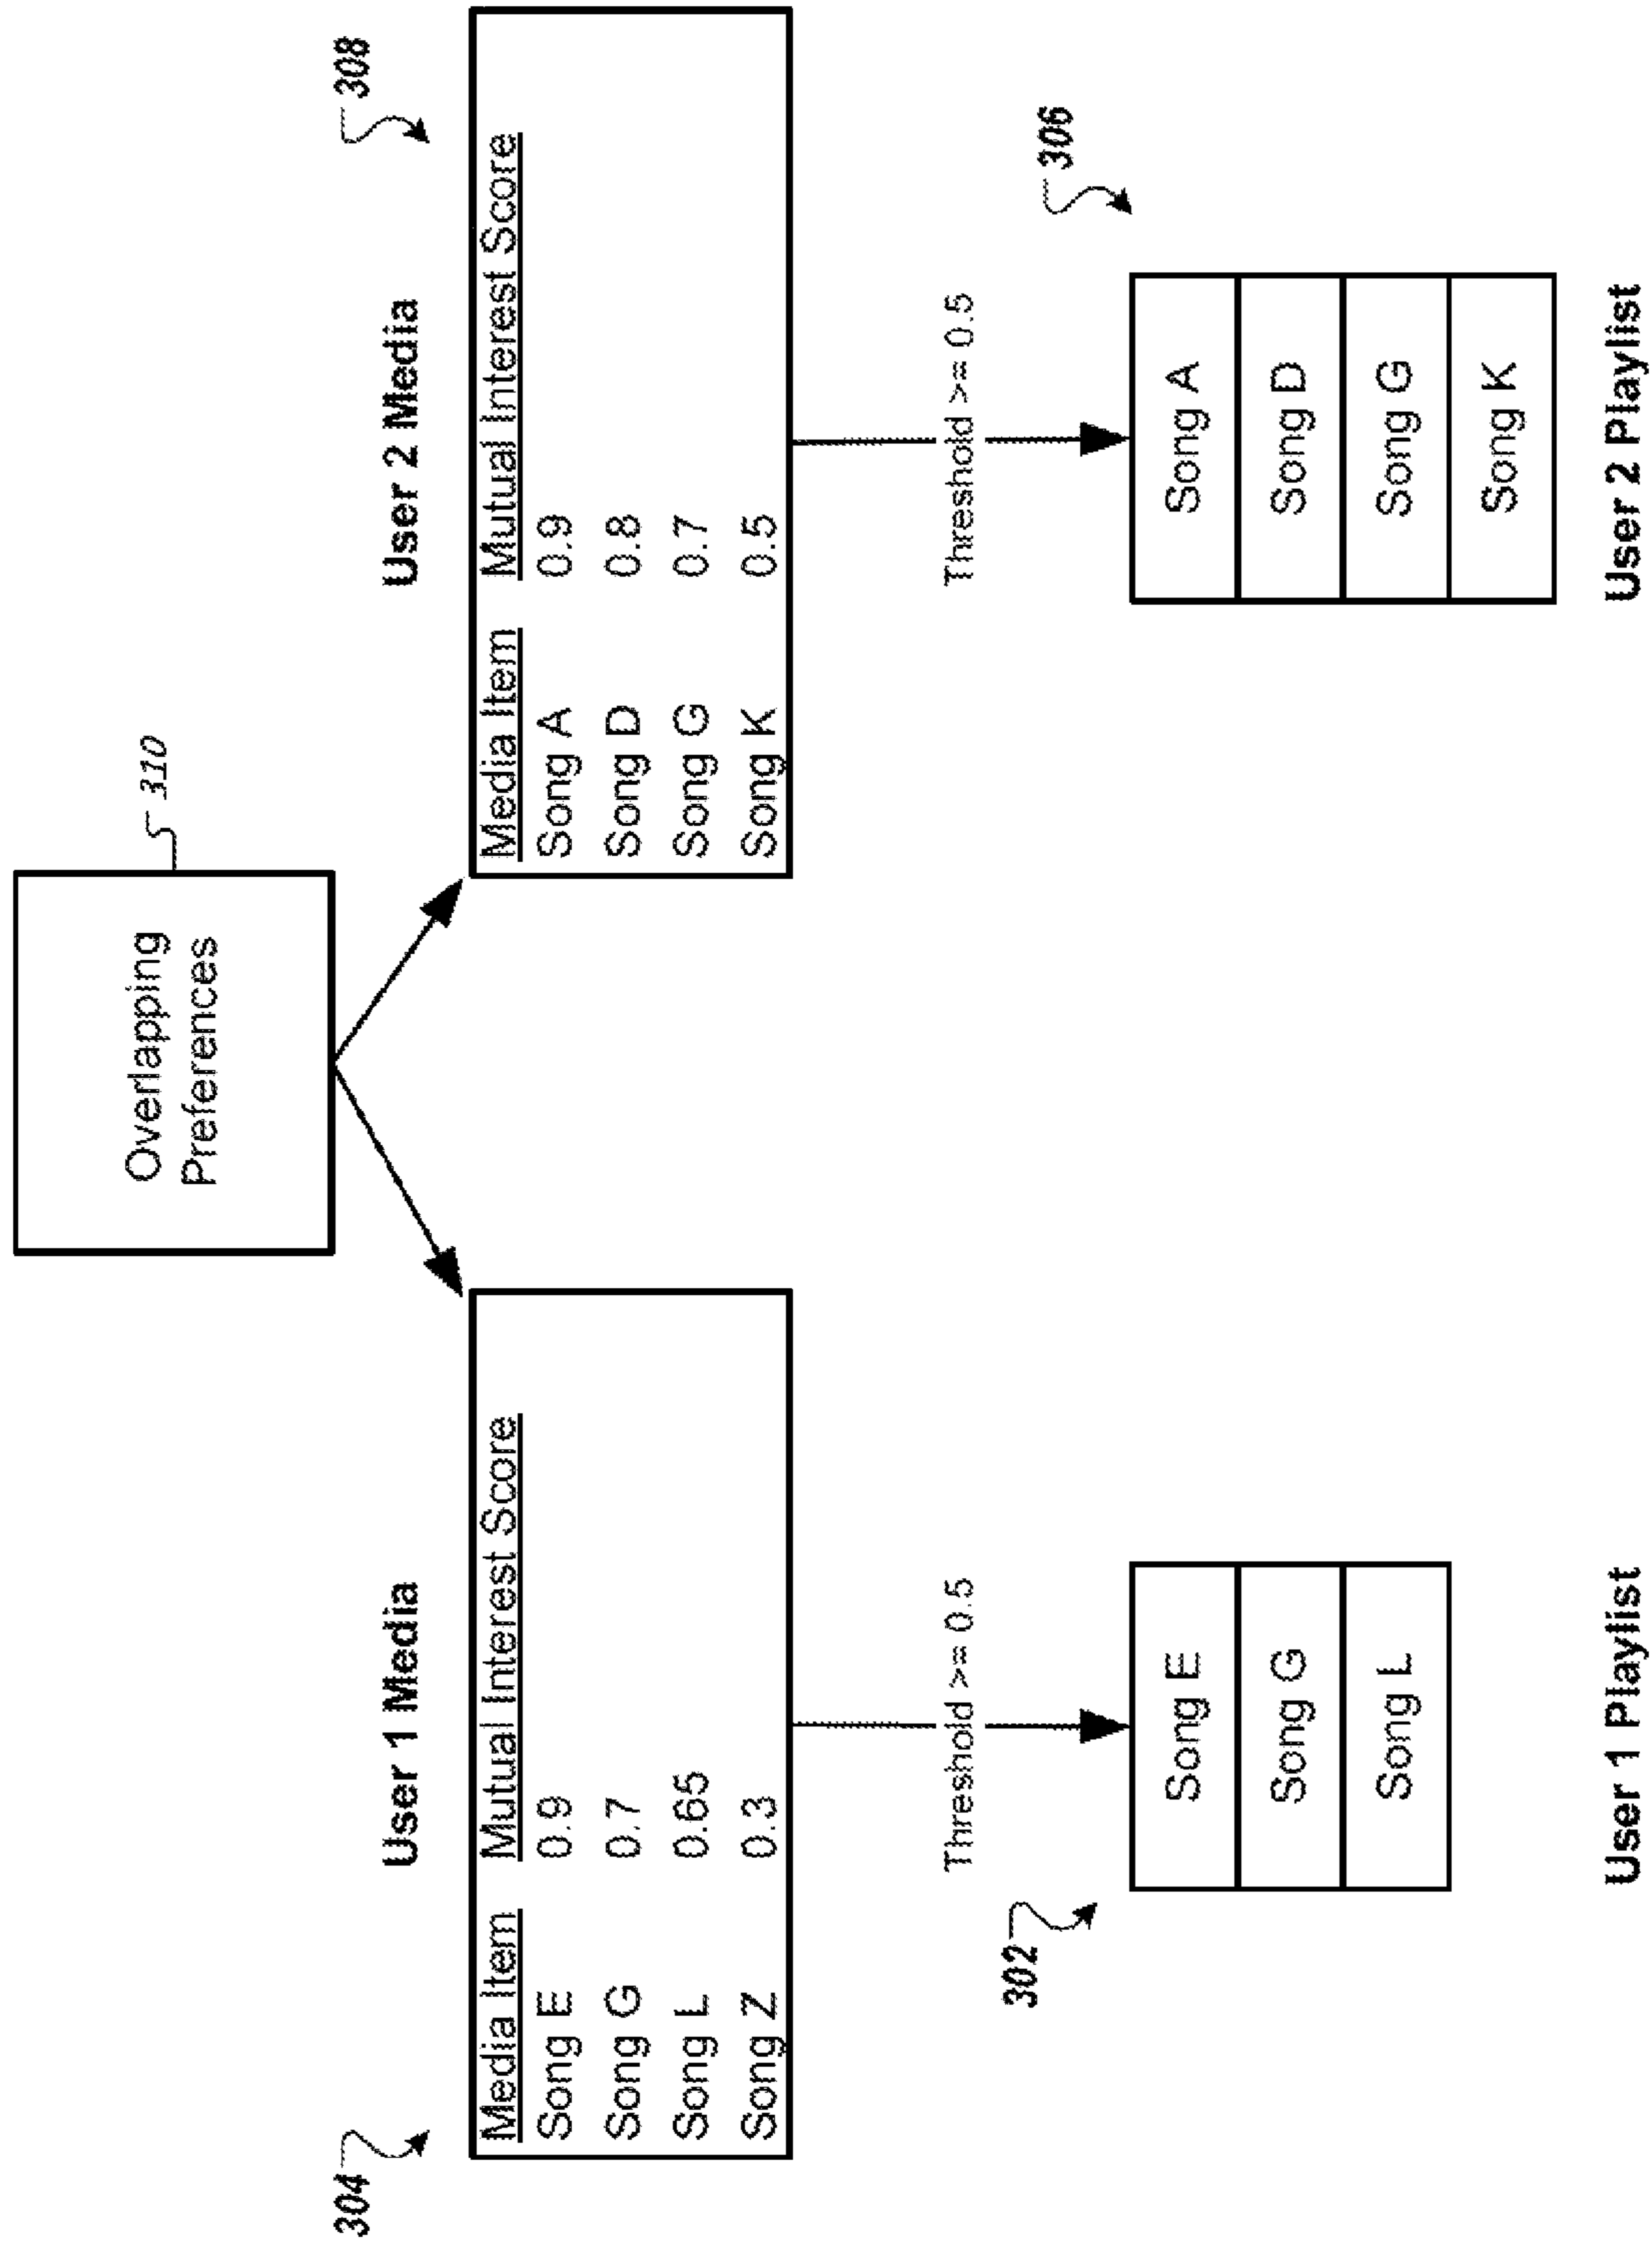 Overlapping
Preferences
310
User 1 Media
304
Media Item Mutual Interest Score
Song E 0.9
Song G 0.7
Song L 0.65
Song Z 0.3
Threshold >= 0.5
302
Song E
Song G
Song L
User 1 Playlist
User 2 Media
308
Media Item Mutual Interest Score
Song A 0.9
Song D 0.8
Song G 0.7
Song K 0.5
Threshold >= 0.5
306
Song A
Song D
Song G
Song K
User 2 Playlist